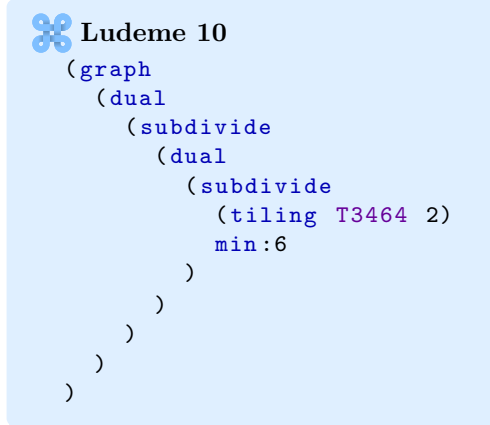 Ludeme 10
(graph
(dual
(subdivide
(dual
(subdivide
(tiling T3464 2)
min:6
)
)
)
)
)